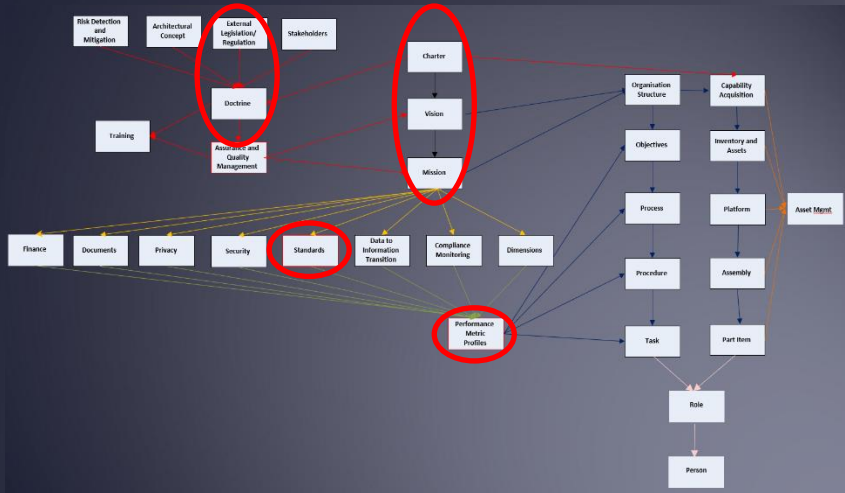 Risk Detection
and
Mitigation
Architectural
Concept
External
Legislation/
Regulation
Stakeholders
Charter
Doctrine
Vision
Organisation
Structure
Capability
Acquisition
Training
Assurance and
Quality
Management
Mission
Objectives
Inventory and
Assets
Process
Platform
Asset Mgmt
Finance
Documents
Privacy
Security
Standards
Data to
Information
Transition
Compliance
Monitoring
Dimensions
Procedure
Assembly
Performance
Metric
Profiles
Task
Part Item
Role
Person